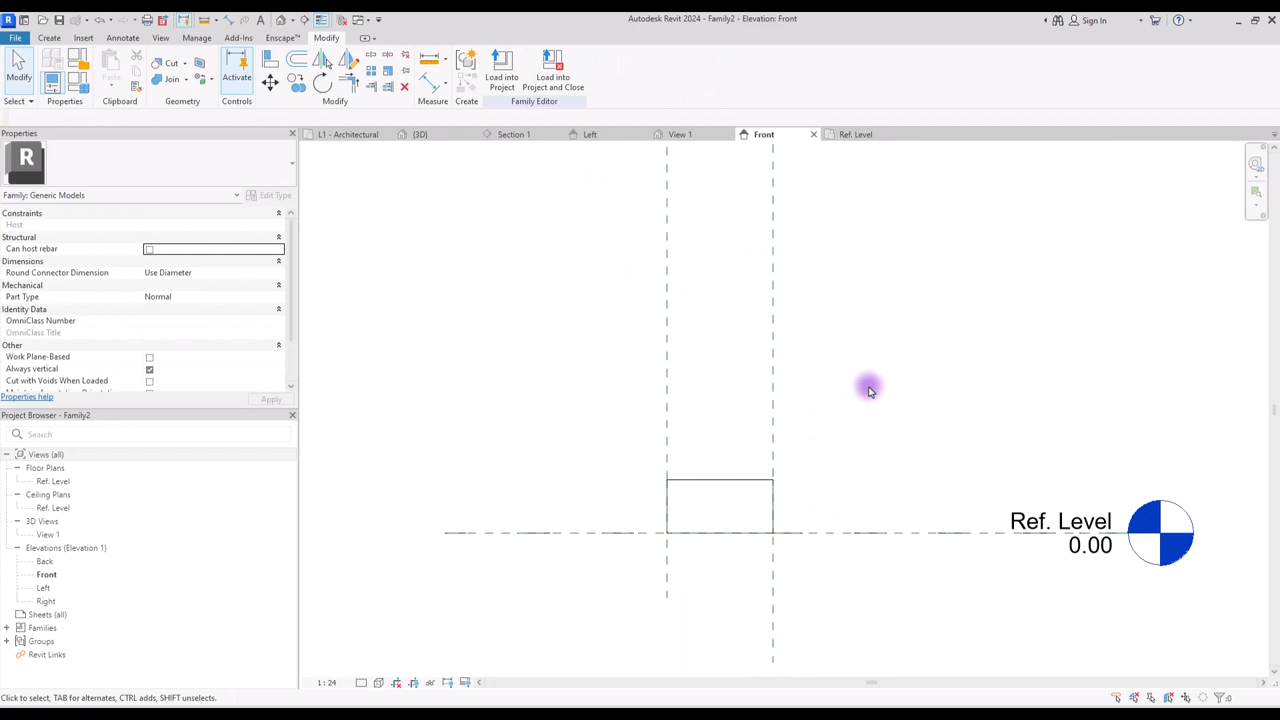 Autodesk Revit 2024 - Family2 - Elevation: Front
Sign In
File Create Insert Annotate View Manage Add-Ins Enscape™ Modify
Modify
Cut
Join
Paste
Activate
Load into Project
Load into Project and Close
Select Properties Clipboard Geometry Controls Modify Measure Create Family Editor
Properties
L1 - Architectural {3D} Section 1 Left View 1 Front Ref. Level
R
Family: Generic Models Edit Type
Constraints
Host
Structural
Can host rebar
Dimensions
Round Connector Dimension Use Diameter
Mechanical
Part Type Normal
Identity Data
OmniClass Number
OmniClass Title
Other
Work Plane-Based
Always vertical
Cut with Voids When Loaded
Properties help Apply
Project Browser - Family2
Search
Views (all)
Floor Plans
Ref. Level
Ceiling Plans
Ref. Level
3D Views
View 1
Elevations (Elevation 1)
Back
Front
Left
Right
Sheets (all)
Families
Groups
Revit Links
Ref. Level
0.00
1 : 24
Click to select, TAB for alternates, CTRL adds, SHIFT unselects.
:0